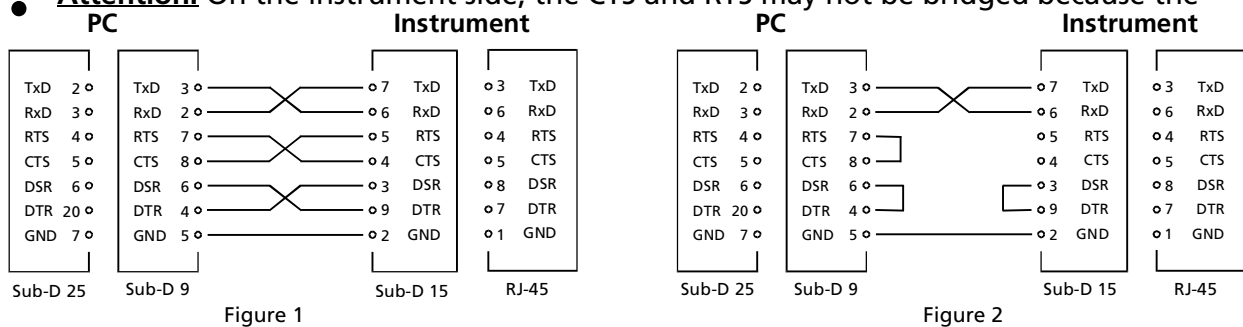 Attention: On the instrument side, the CTS and RTS may not be bridged because the
PC Instrument PC Instrument
TxD 2 TxD 3 7 TxD 3 TxD TxD 2 TxD 3 7 TxD 3 TxD
RxD 3 RxD 2 6 RxD 6 RxD RxD 3 RxD 2 6 RxD 6 RxD
RTS 4 RTS 7 5 RTS 4 RTS RTS 4 RTS 7 5 RTS 4 RTS
CTS 5 CTS 8 4 CTS 5 CTS CTS 5 CTS 8 4 CTS 5 CTS
DSR 6 DSR 6 3 DSR 8 DSR DSR 6 DSR 6 3 DSR 8 DSR
DTR 20 DTR 4 9 DTR 7 DTR DTR 20 DTR 4 9 DTR 7 DTR
GND 7 GND 5 2 GND 1 GND GND 7 GND 5 2 GND 1 GND
Sub-D 25 Sub-D 9 Sub-D 15 RJ-45 Sub-D 25 Sub-D 9 Sub-D 15 RJ-45
Figure 1 Figure 2